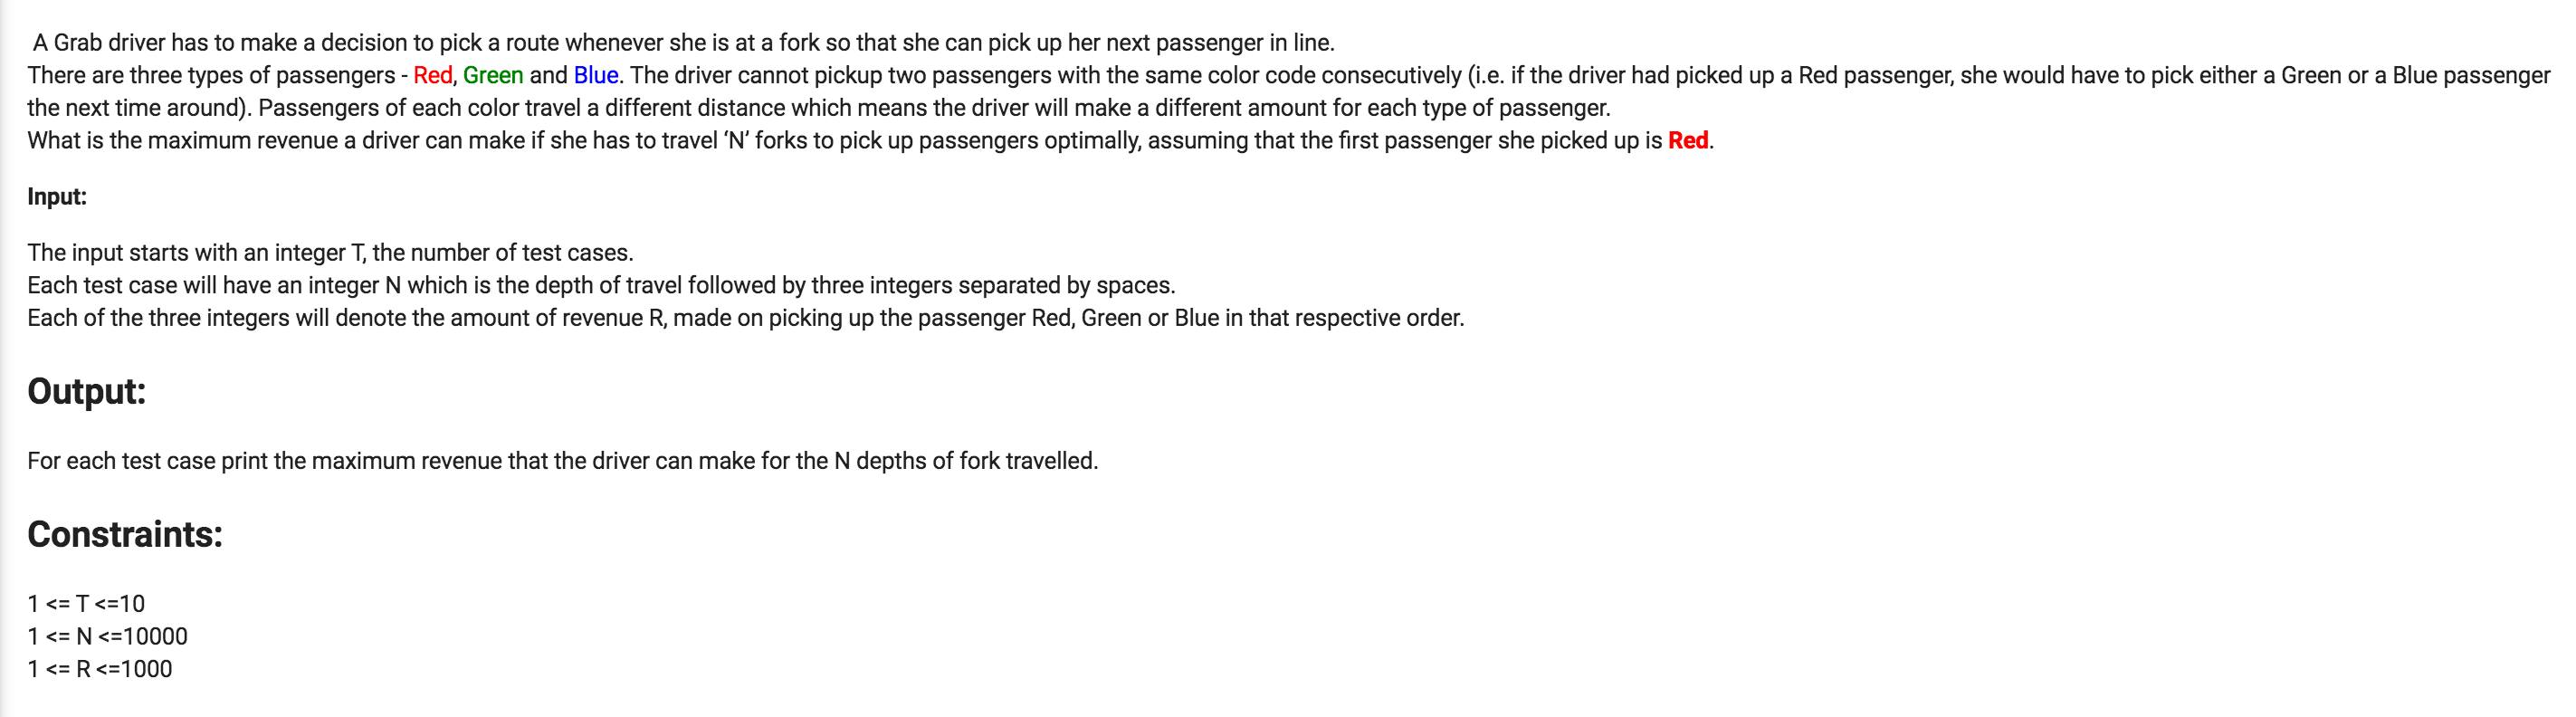 A Grab driver has to make a decision to pick a route whenever she is at a fork so that she can pick up her next passenger in line.
There are three types of passengers - Red, Green and Blue. The driver cannot pickup two passengers with the same color code consecutively (i.e. if the driver had picked up a Red passenger, she would have to pick either a Green or a Blue passenger
the next time around). Passengers of each color travel a different distance which means the driver will make a different amount for each type of passenger.
What is the maximum revenue a driver can make if she has to travel ‘N’ forks to pick up passengers optimally, assuming that the first passenger she picked up is Red.
Input:
The input starts with an integer T, the number of test cases.
Each test case will have an integer N which is the depth of travel followed by three integers separated by spaces.
Each of the three integers will denote the amount of revenue R, made on picking up the passenger Red, Green or Blue in that respective order.
Output:
For each test case print the maximum revenue that the driver can make for the N depths of fork travelled.
Constraints:
1 <= T <=10
1 <= N <=10000
1 <= R <=1000